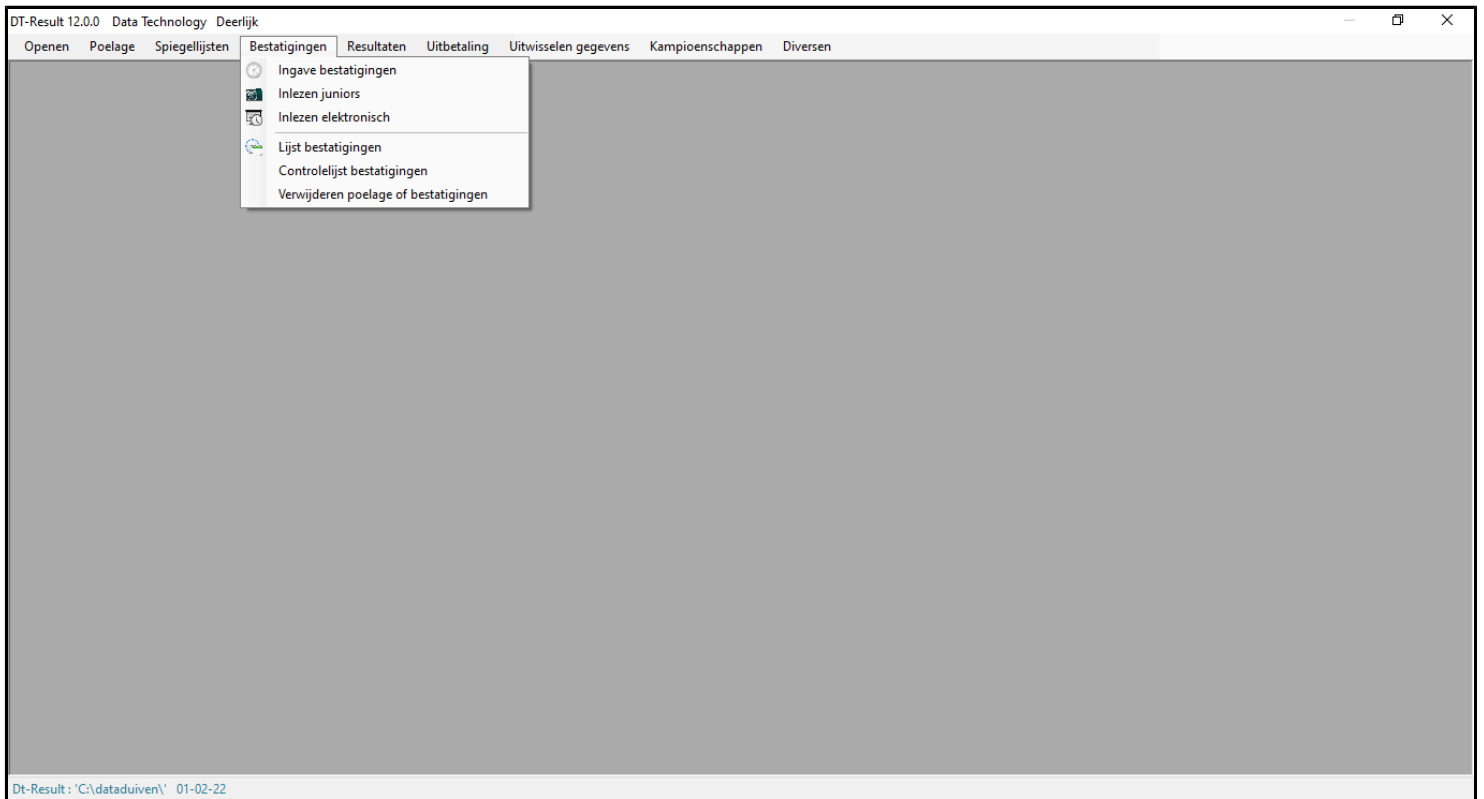 DT-Result 12.0.0 Data Technology Deerlijk
Openen Poelage Spiegellijsten Bestatigingen Resultaten Uitbetaling Uitwisselen gegevens Kampioenschappen Diversen
Ingave bestatigingen
Inlezen juniors
Inlezen elektronisch
Lijst bestatigingen
Controlelijst bestatigingen
Verwijderen poelage of bestatigingen
Dt-Result : 'C:\dataduiven\' 01-02-22